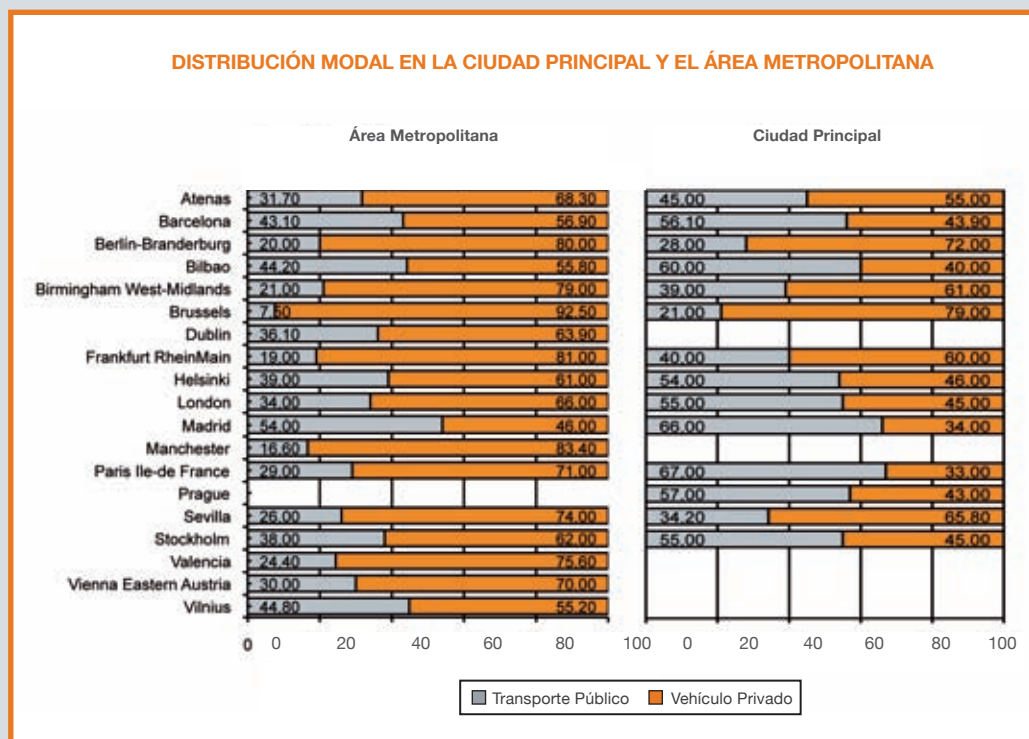 DISTRIBUCIÓN MODAL EN LA CIUDAD PRINCIPAL Y EL ÁREA METROPOLITANA
Área Metropolitana Ciudad Principal
Atenas 31.70 68.30 45.00 55.00
Barcelona 43.10 56.90 56.10 43.90
Berlin-Branderburg 20.00 80.00 28.00 72.00
Bilbao 44.20 55.80 60.00 40.00
Birmingham West-Midlands 21.00 79.00 39.00 61.00
Brussels 7.50 92.50 21.00 79.00
Dublin 36.10 63.90
Frankfurt RheinMain 19.00 81.00 40.00 60.00
Helsinki 39.00 61.00 54.00 46.00
London 34.00 66.00 55.00 45.00
Madrid 54.00 46.00 66.00 34.00
Manchester 16.60 83.40
Paris Ile-de France 29.00 71.00 67.00 33.00
Prague 57.00 43.00
Sevilla 26.00 74.00 34.20 65.80
Stockholm 38.00 62.00 55.00 45.00
Valencia 24.40 75.60
Vienna Eastern Austria 30.00 70.00
Vilnius 44.80 55.20
0 0 20 40 60 80 100 0 20 40 60 80 100
Transporte Público Vehículo Privado